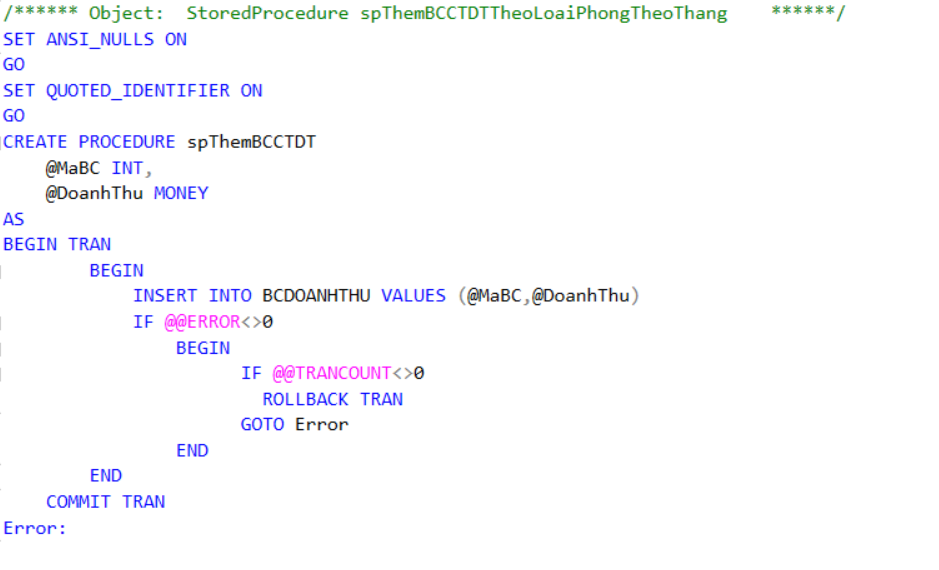 /****** Object:  StoredProcedure spThemBCCTDTTheoLoaiPhongTheoThang    ******/
SET ANSI_NULLS ON
GO
SET QUOTED_IDENTIFIER ON
GO
CREATE PROCEDURE spThemBCCTDT
    @MaBC INT,
    @DoanhThu MONEY
AS
BEGIN TRAN
        BEGIN
            INSERT INTO BCDOANHTHU VALUES (@MaBC,@DoanhThu)
            IF @@ERROR<>0
                BEGIN
                      IF @@TRANCOUNT<>0
                        ROLLBACK TRAN
                      GOTO Error
                END
        END
    COMMIT TRAN
Error: